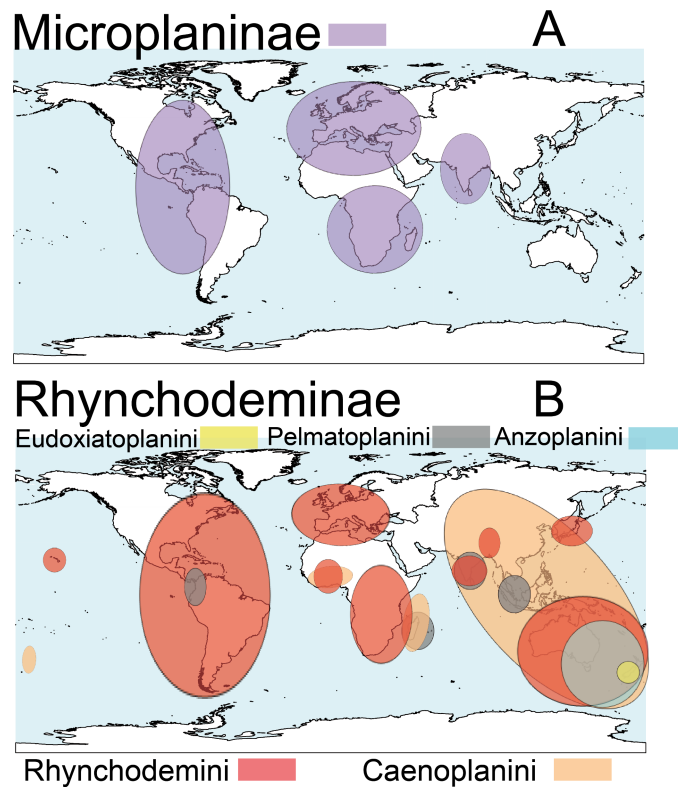 Microplaninae A
Rhynchodeminae B
Eudoxiatoplanini Pelmatoplanini Anzoplanini
Rhynchodemini Caenoplanini